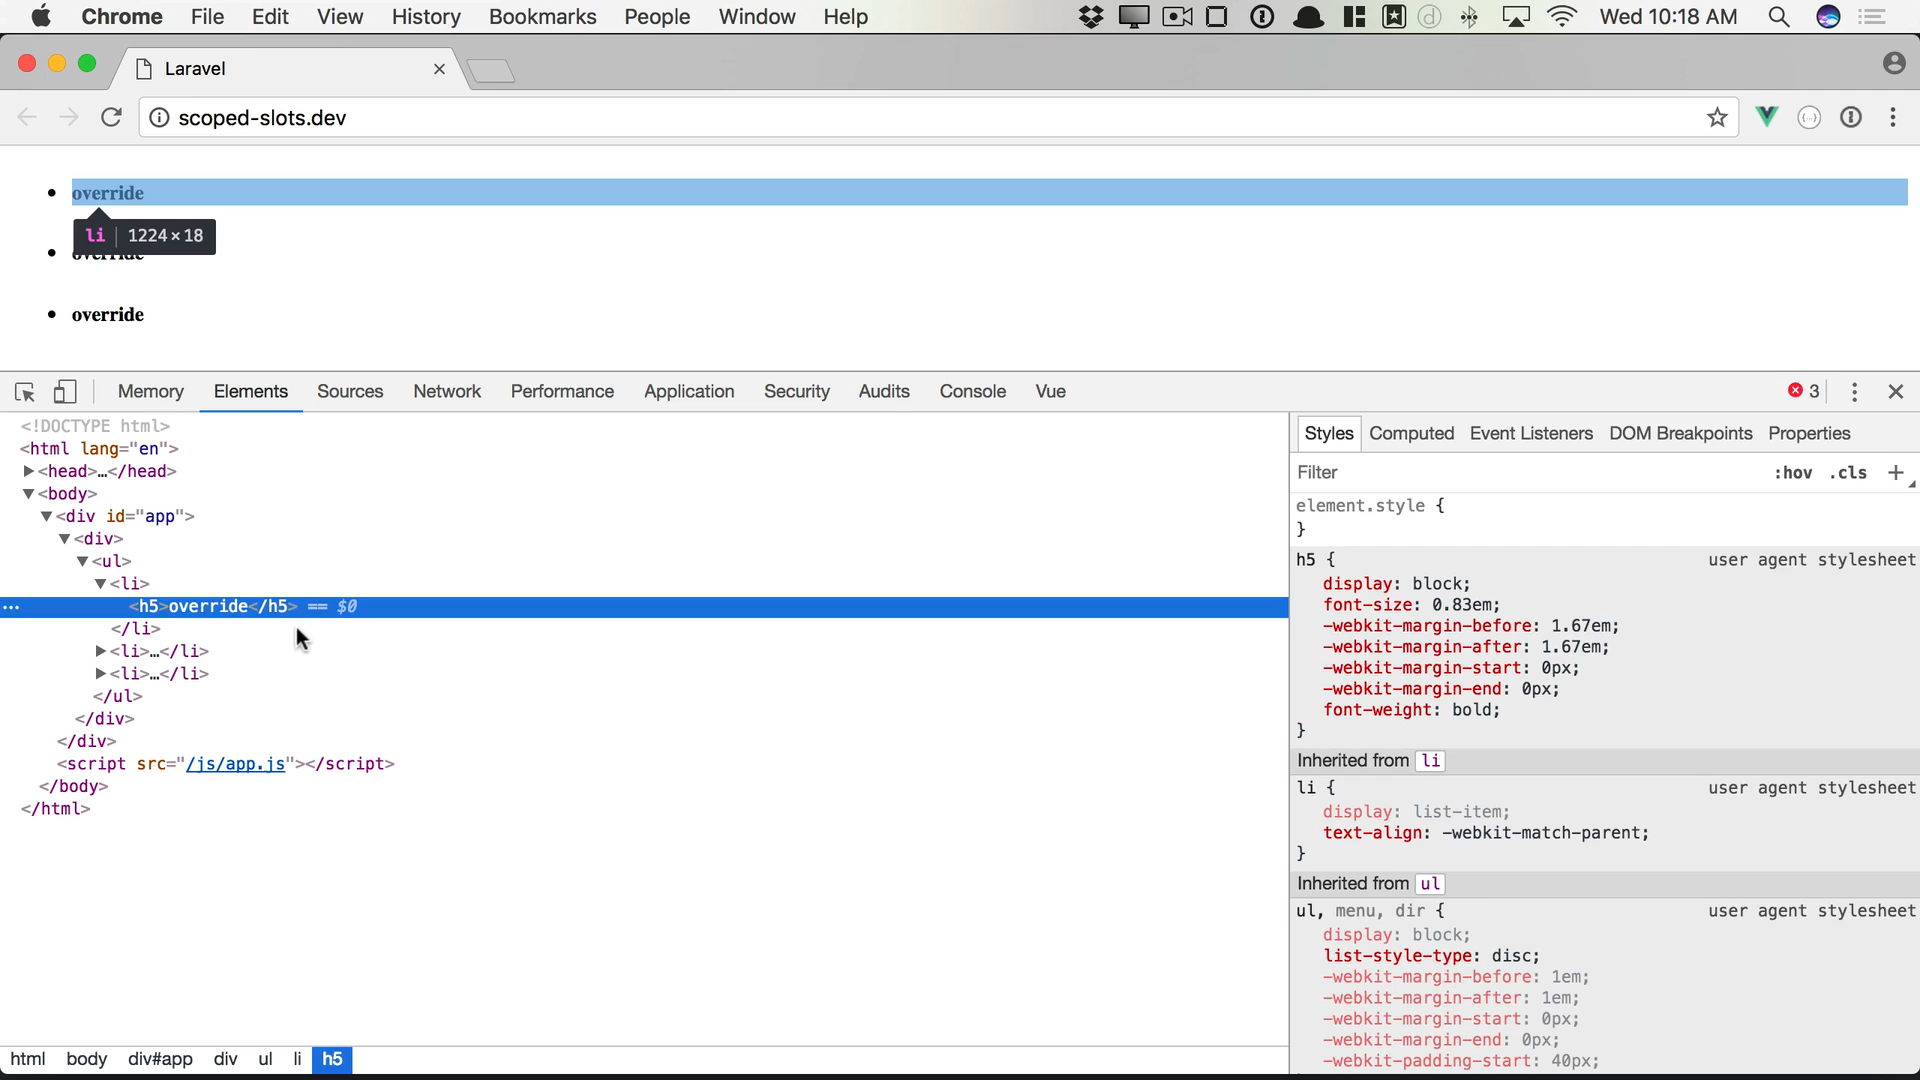 Chrome File Edit View History Bookmarks People Window Help Wed 10:18 AM
Laravel
scoped-slots.dev
override
li 1224 × 18
override
override
Memory Elements Sources Network Performance Application Security Audits Console Vue 3
<!DOCTYPE html>
<html lang="en">
<head>…</head>
<body>
<div id="app">
<div>
<ul>
<li>
<h5>override</h5> == $0
</li>
<li>…</li>
<li>…</li>
</ul>
</div>
</div>
<script src="/js/app.js"></script>
</body>
</html>
html body div#app div ul li h5
Styles Computed Event Listeners DOM Breakpoints Properties
Filter :hov .cls +
element.style {
}
h5 { user agent stylesheet
display: block;
font-size: 0.83em;
-webkit-margin-before: 1.67em;
-webkit-margin-after: 1.67em;
-webkit-margin-start: 0px;
-webkit-margin-end: 0px;
font-weight: bold;
}
Inherited from li
li { user agent stylesheet
display: list-item;
text-align: -webkit-match-parent;
}
Inherited from ul
ul, menu, dir { user agent stylesheet
display: block;
list-style-type: disc;
-webkit-margin-before: 1em;
-webkit-margin-after: 1em;
-webkit-margin-start: 0px;
-webkit-margin-end: 0px;
-webkit-padding-start: 40px;